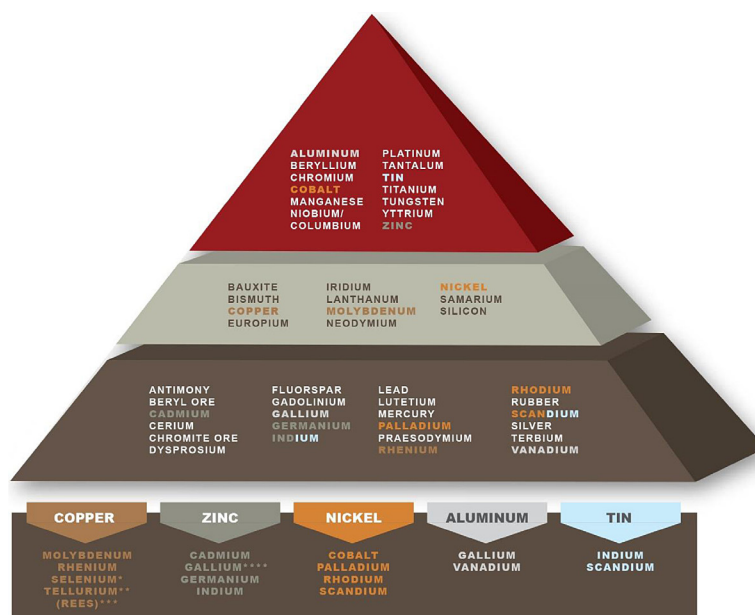 ALUMINUM
BERYLLIUM
CHROMIUM
COBALT
MANGANESE
NIOBIUM/
COLUMBIUM
PLATINUM
TANTALUM
TIN
TITANIUM
TUNGSTEN
YTTRIUM
ZINC
BAUXITE
BISMUTH
COPPER
EUROPIUM
IRIDIUM
LANTHANUM
MOLYBDENUM
NEODYMIUM
NICKEL
SAMARIUM
SILICON
ANTIMONY
BERYL ORE
CADMIUM
CERIUM
CHROMITE ORE
DYSPROSIUM
FLUORSPAR
GADOLINIUM
GALLIUM
GERMANIUM
INDIUM
LEAD
LUTETIUM
MERCURY
PALLADIUM
PRAESODYMIUM
RHENIUM
RHODIUM
RUBBER
SCANDIUM
SILVER
TERBIUM
VANADIUM
COPPER
MOLYBDENUM
RHENIUM
SELENIUM*
TELLURIUM**
(REES)***
ZINC
CADMIUM
GALLIUM****
GERMANIUM
INDIUM
NICKEL
COBALT
PALLADIUM
RHODIUM
SCANDIUM
ALUMINUM
GALLIUM
VANADIUM
TIN
INDIUM
SCANDIUM